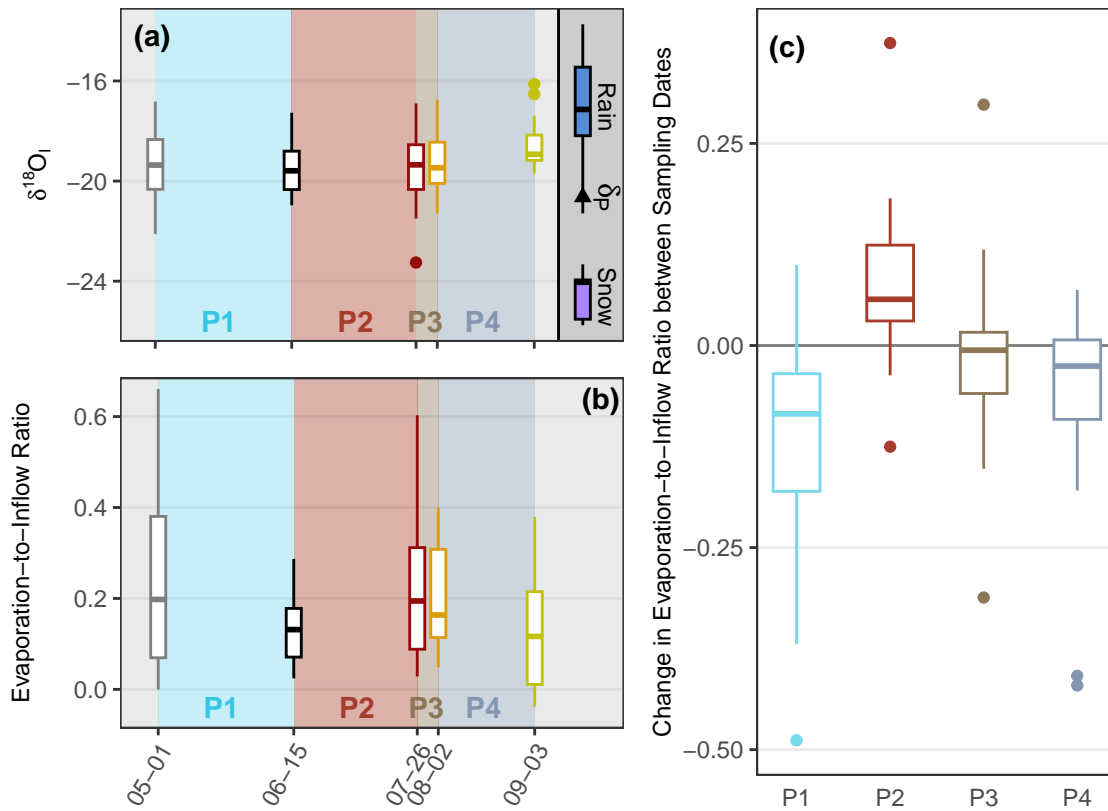 (a)
δ¹⁸Oₗ
−16
−20
−24
P1
P2
P3
P4
Rain
δP
Snow
(b)
Evaporation−to−Inflow Ratio
0.6
0.4
0.2
0.0
P1
P2
P3
P4
05−01
06−15
07−26
08−02
09−03
(c)
Change in Evaporation−to−Inflow Ratio between Sampling Dates
0.25
0.00
−0.25
−0.50
P1
P2
P3
P4